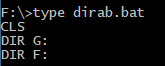 F:\>type dirab.bat
CLS
DIR G:
DIR F: